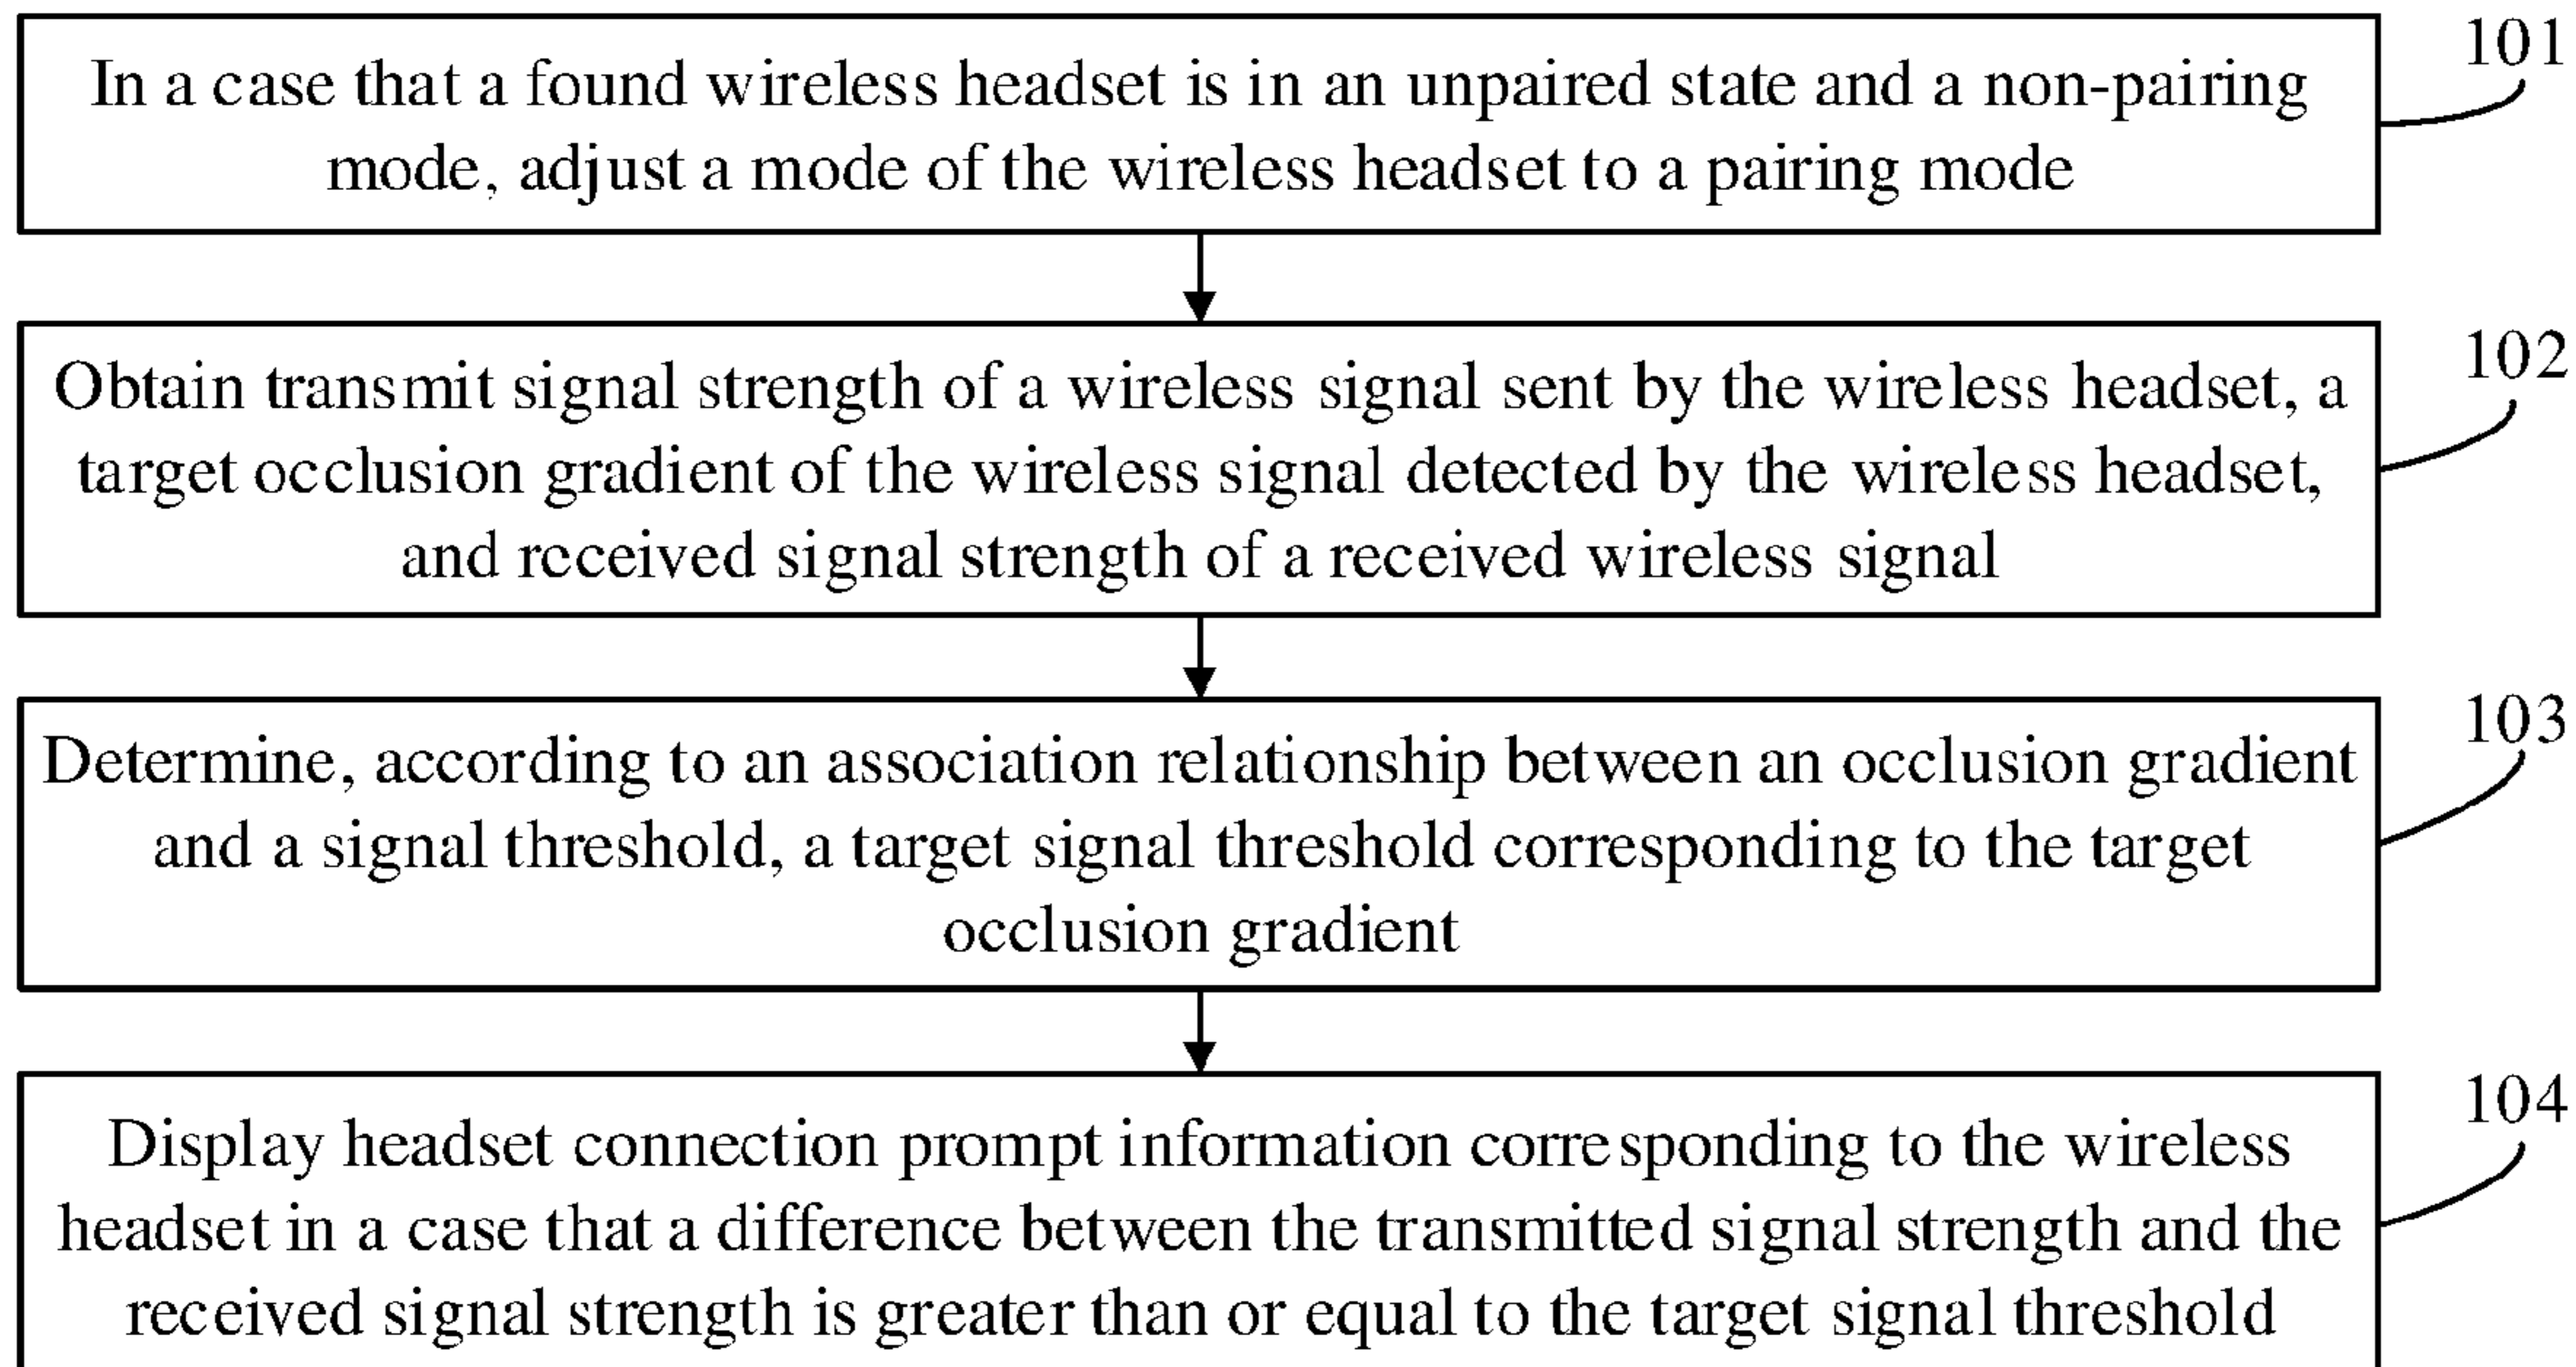 In a case that a found wireless headset is in an unpaired state and a non-pairing
mode, adjust a mode of the wireless headset to a pairing mode
101
Obtain transmit signal strength of a wireless signal sent by the wireless headset, a
target occlusion gradient of the wireless signal detected by the wireless headset,
and received signal strength of a received wireless signal
102
Determine, according to an association relationship between an occlusion gradient
and a signal threshold, a target signal threshold corresponding to the target
occlusion gradient
103
Display headset connection prompt information corresponding to the wireless
headset in a case that a difference between the transmitted signal strength and the
received signal strength is greater than or equal to the target signal threshold
104